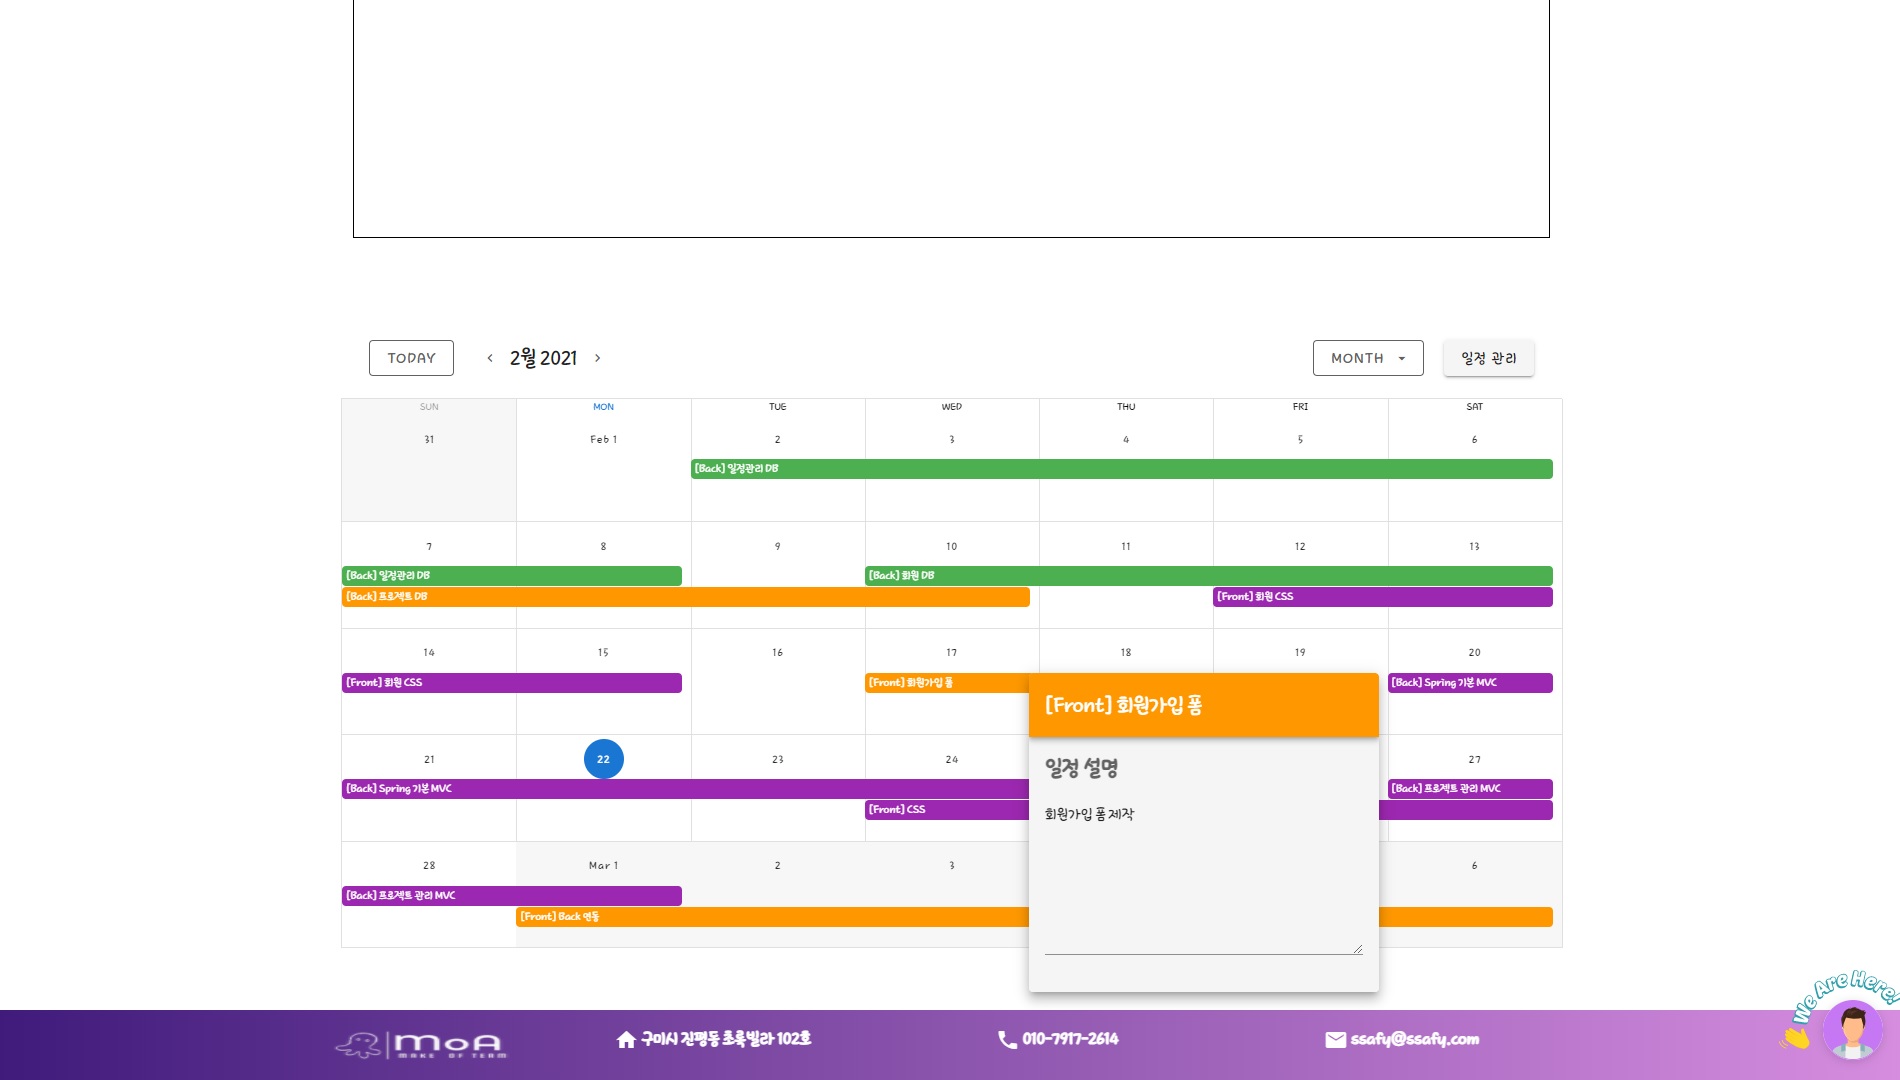 TODAY
2월 2021
MONTH
일정 관리
SUN MON TUE WED THU FRI SAT
31 Feb 1 2 3 4 5 6
[Back] 일정관리 DB
7 8 9 10 11 12 13
[Back] 일정관리 DB [Back] 회원 DB
[Back] 프로젝트 DB [Front] 회원 CSS
14 15 16 17 18 19 20
[Front] 회원 CSS [Front] 회원가입 폼 [Back] Spring 기본 MVC
[Front] 회원가입 폼
일정 설명
회원가입 폼 제작
21 22 23 24 27
[Back] Spring 기본 MVC [Back] 프로젝트 관리 MVC
[Front] CSS
28 Mar 1 2 3 6
[Back] 프로젝트 관리 MVC
[Front] Back 연동
We Are Here!
MOA
MAKE OF TEAM
구미시 진평동 초록빌라 102호
010-7917-2614
ssafy@ssafy.com